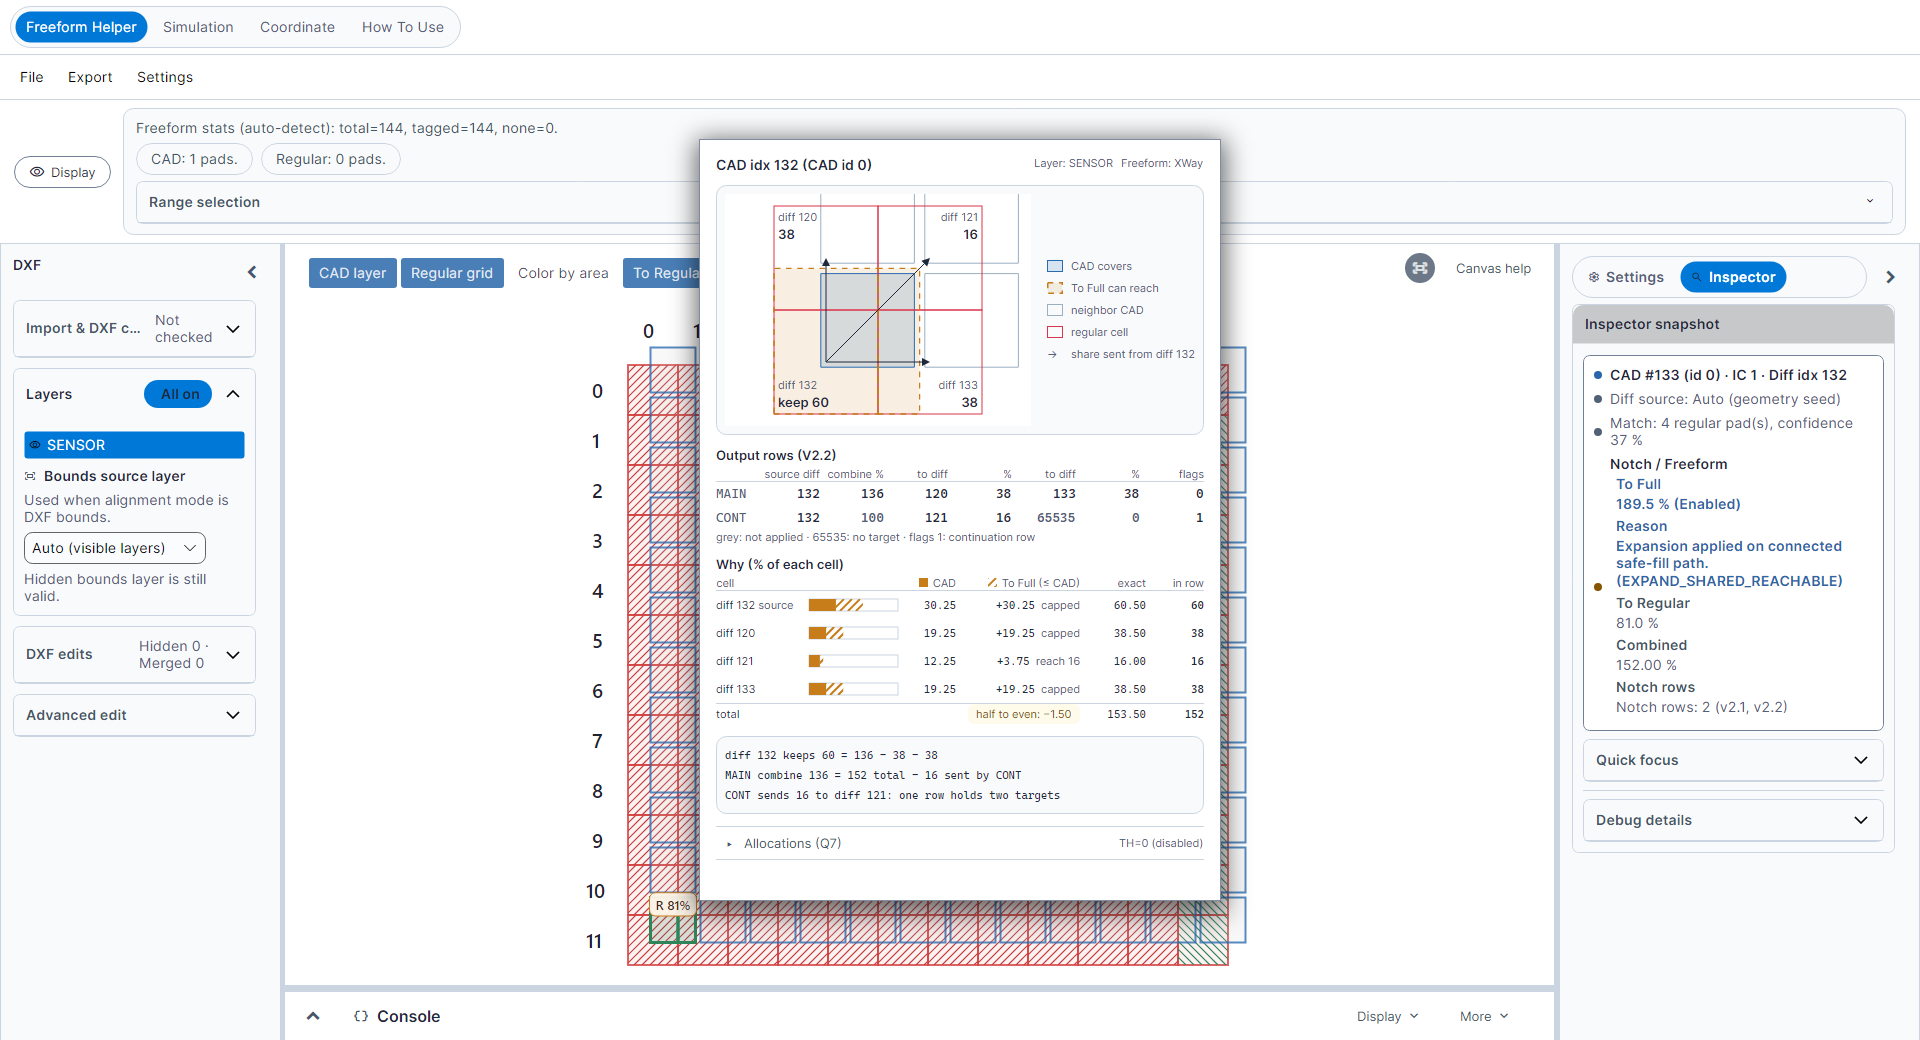 Freeform Helper Simulation Coordinate How To Use
File Export Settings
Display
Freeform stats (auto-detect): total=144, tagged=144, none=0.
CAD: 1 pads. Regular: 0 pads.
Range selection
DXF
Import & DXF c... Not checked
Layers All on
SENSOR
Bounds source layer
Used when alignment mode is
DXF bounds.
Auto (visible layers)
Hidden bounds layer is still
valid.
DXF edits Hidden 0 ·
Merged 0
Advanced edit
CAD layer Regular grid Color by area To Regula
Canvas help
0 1
0
1
2
3
4
5
6
7
8
9
10
11
R 81%
CAD idx 132 (CAD id 0) Layer: SENSOR Freeform: XWay
diff 120 diff 121
38 16
diff 132 diff 133
keep 60 38
CAD covers
To Full can reach
neighbor CAD
regular cell
share sent from diff 132
Output rows (V2.2)
source diff combine % to diff % to diff % flags
MAIN 132 136 120 38 133 38 0
CONT 132 100 121 16 65535 0 1
grey: not applied · 65535: no target · flags 1: continuation row
Why (% of each cell)
cell CAD To Full (≤ CAD) exact in row
diff 132 source 30.25 +30.25 capped 60.50 60
diff 120 19.25 +19.25 capped 38.50 38
diff 121 12.25 +3.75 reach 16 16.00 16
diff 133 19.25 +19.25 capped 38.50 38
total half to even: −1.50 153.50 152
diff 132 keeps 60 = 136 − 38 − 38
MAIN combine 136 = 152 total − 16 sent by CONT
CONT sends 16 to diff 121: one row holds two targets
Allocations (Q7) TH=0 (disabled)
Console Display More
Settings Inspector
Inspector snapshot
CAD #133 (id 0) · IC 1 · Diff idx 132
Diff source: Auto (geometry seed)
Match: 4 regular pad(s), confidence
37 %
Notch / Freeform
To Full
189.5 % (Enabled)
Reason
Expansion applied on connected
safe-fill path.
(EXPAND_SHARED_REACHABLE)
To Regular
81.0 %
Combined
152.00 %
Notch rows
Notch rows: 2 (v2.1, v2.2)
Quick focus
Debug details